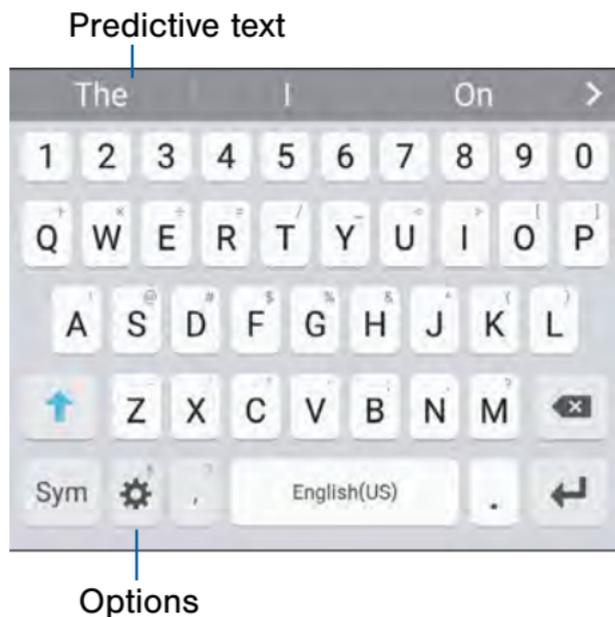 Predictive text
The I On >
1 2 3 4 5 6 7 8 9 0
+ × ÷ = / _ < > [ ]
Q W E R T Y U I O P
! @ # $ % & ^ ( )
A S D F G H J K L
Z X C V B N M
Sym , English(US) .
Options